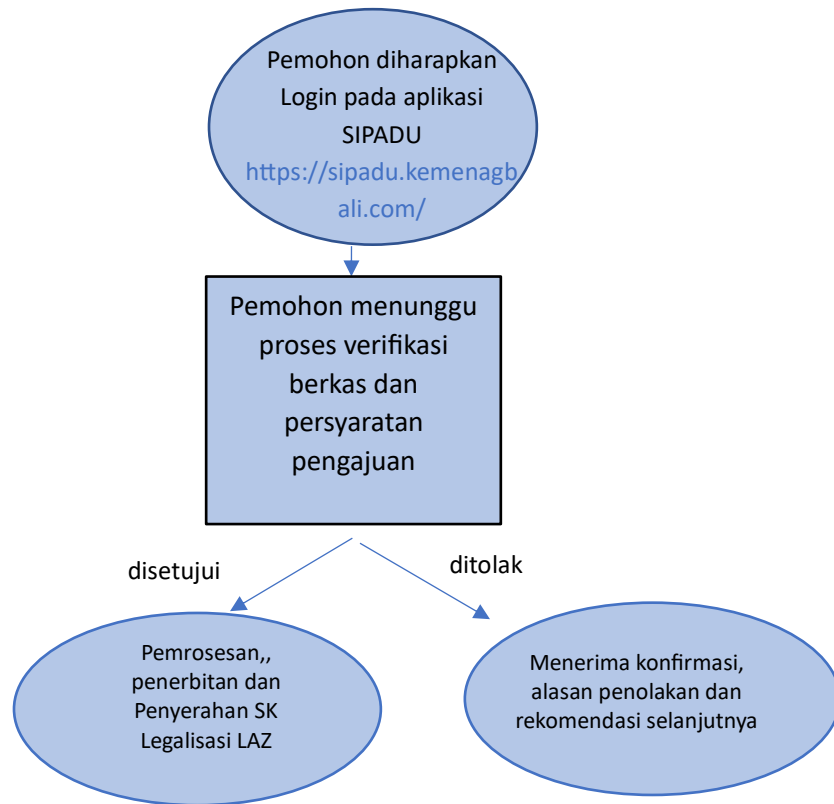 Pemohon diharapkan
Login pada aplikasi
SIPADU
https://sipadu.kemenagb
ali.com/
Pemohon menunggu
proses verifikasi
berkas dan
persyaratan
pengajuan
disetujui
ditolak
Pemrosesan,,
penerbitan dan
Penyerahan SK
Legalisasi LAZ
Menerima konfirmasi,
alasan penolakan dan
rekomendasi selanjutnya